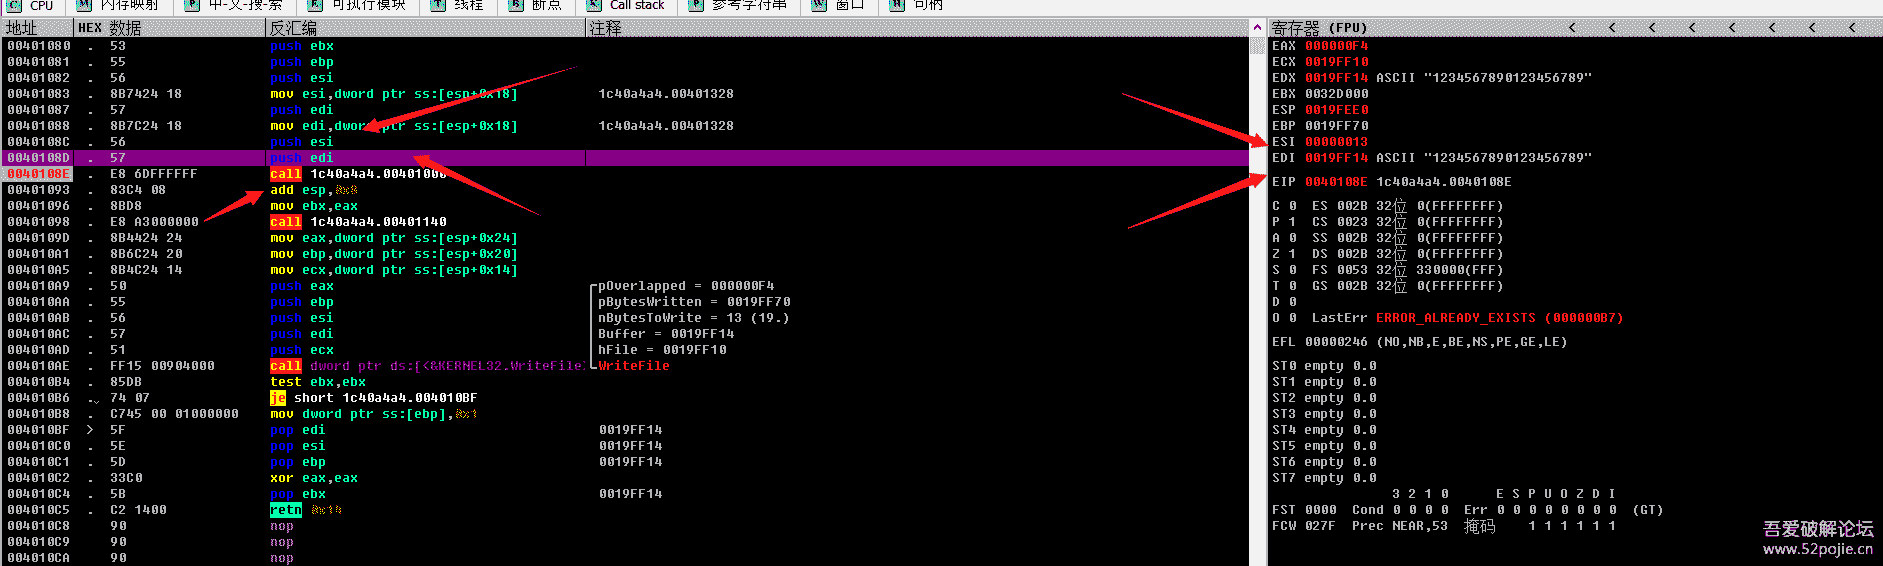 C CPU M 内存映射 P 中-文-搜-索 E 可执行模块 T 线程 B 断点 K Call stack P 参考字符串 W 窗口 H 句柄
地址 HEX 数据 反汇编 注释
00401080 . 53 push ebx
00401081 . 55 push ebp
00401082 . 56 push esi
00401083 . 8B7424 18 mov esi,dword ptr ss:[esp+0x18] 1c40a4a4.00401328
00401087 . 57 push edi
00401088 . 8B7C24 18 mov edi,dword ptr ss:[esp+0x18] 1c40a4a4.00401328
0040108C . 56 push esi
0040108D . 57 push edi
0040108E . E8 6DFFFFFF call 1c40a4a4.00401000
00401093 . 83C4 08 add esp,0x8
00401096 . 8BD8 mov ebx,eax
00401098 . E8 A3000000 call 1c40a4a4.00401140
0040109D . 8B4424 24 mov eax,dword ptr ss:[esp+0x24]
004010A1 . 8B6C24 20 mov ebp,dword ptr ss:[esp+0x20]
004010A5 . 8B4C24 14 mov ecx,dword ptr ss:[esp+0x14]
004010A9 . 50 push eax pOverlapped = 000000F4
004010AA . 55 push ebp pBytesWritten = 0019FF70
004010AB . 56 push esi nBytesToWrite = 13 (19.)
004010AC . 57 push edi Buffer = 0019FF14
004010AD . 51 push ecx hFile = 0019FF10
004010AE . FF15 00904000 call dword ptr ds:[<&KERNEL32.WriteFile> WriteFile
004010B4 . 85DB test ebx,ebx
004010B6 . 74 07 je short 1c40a4a4.004010BF
004010B8 . C745 00 01000000 mov dword ptr ss:[ebp],0x1
004010BF > 5F pop edi 0019FF14
004010C0 . 5E pop esi 0019FF14
004010C1 . 5D pop ebp 0019FF14
004010C2 . 33C0 xor eax,eax
004010C4 . 5B pop ebx 0019FF14
004010C5 . C2 1400 retn 0x14
004010C8 90 nop
004010C9 90 nop
004010CA 90 nop
寄存器 (FPU) < < < < < < < <
EAX 000000F4
ECX 0019FF10
EDX 0019FF14 ASCII "1234567890123456789"
EBX 0032D000
ESP 0019FEE0
EBP 0019FF70
ESI 00000013
EDI 0019FF14 ASCII "1234567890123456789"
EIP 0040108E 1c40a4a4.0040108E
C 0 ES 002B 32位 0(FFFFFFFF)
P 1 CS 0023 32位 0(FFFFFFFF)
A 0 SS 002B 32位 0(FFFFFFFF)
Z 1 DS 002B 32位 0(FFFFFFFF)
S 0 FS 0053 32位 330000(FFF)
T 0 GS 002B 32位 0(FFFFFFFF)
D 0
O 0 LastErr ERROR_ALREADY_EXISTS (000000B7)
EFL 00000246 (NO,NB,E,BE,NS,PE,GE,LE)
ST0 empty 0.0
ST1 empty 0.0
ST2 empty 0.0
ST3 empty 0.0
ST4 empty 0.0
ST5 empty 0.0
ST6 empty 0.0
ST7 empty 0.0
3 2 1 0 E S P U O Z D I
FST 0000 Cond 0 0 0 0 Err 0 0 0 0 0 0 0 0 (GT)
FCW 027F Prec NEAR,53 掩码 1 1 1 1 1 1
吾爱破解论坛
www.52pojie.cn